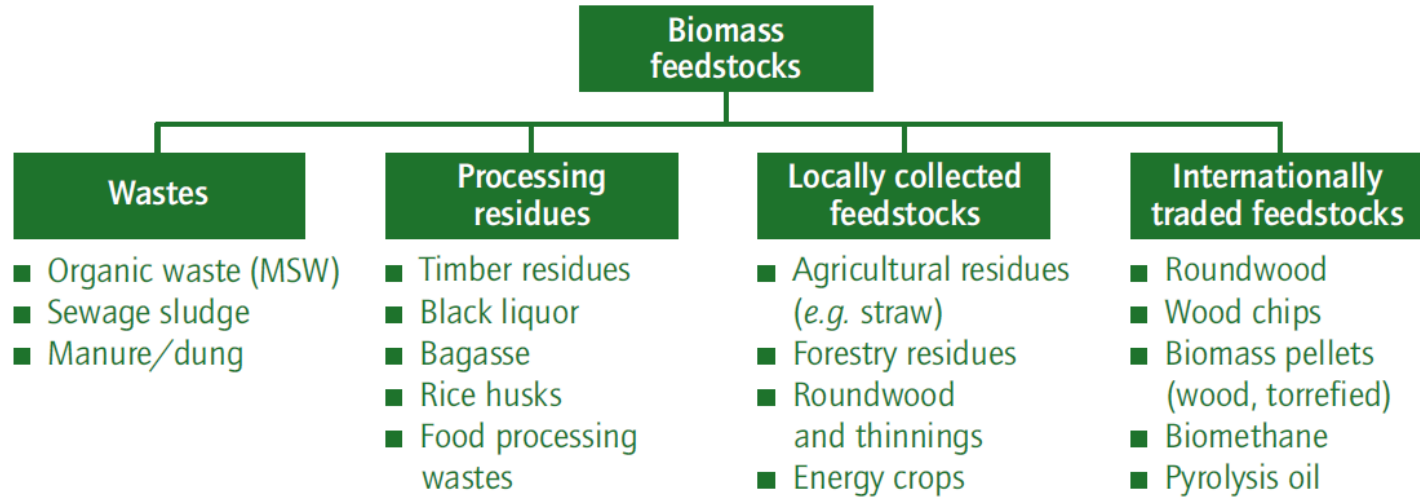 Biomass
feedstocks
Wastes
■ Organic waste (MSW)
■ Sewage sludge
■ Manure/dung
Processing
residues
■ Timber residues
■ Black liquor
■ Bagasse
■ Rice husks
■ Food processing
wastes
Locally collected
feedstocks
■ Agricultural residues
(e.g. straw)
■ Forestry residues
■ Roundwood
and thinnings
■ Energy crops
Internationally
traded feedstocks
■ Roundwood
■ Wood chips
■ Biomass pellets
(wood, torrefied)
■ Biomethane
■ Pyrolysis oil